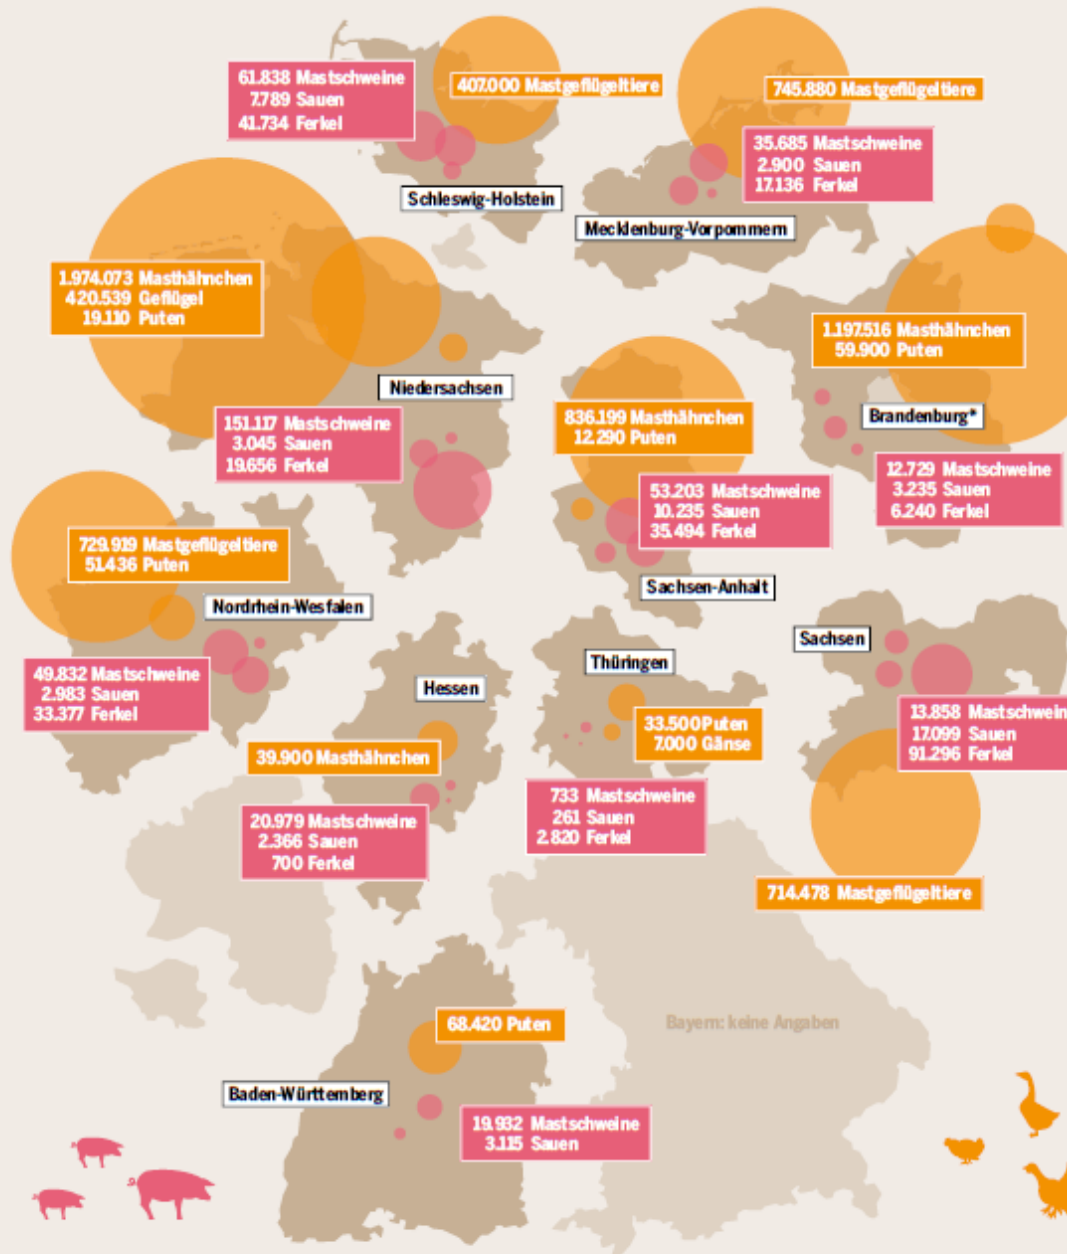 61.838 Mastschweine
7.789 Sauen
41.734 Ferkel
407.000 Mastgeflügeltiere
745.880 Mastgeflügeltiere
35.685 Mastschweine
2.900 Sauen
17.136 Ferkel
Schleswig-Holstein
Mecklenburg-Vorpommern
1.974.073 Masthähnchen
420.539 Geflügel
19.110 Puten
1.197.516 Masthähnchen
59.900 Puten
Niedersachsen
836.199 Masthähnchen
12.290 Puten
Brandenburg*
151.117 Mastschweine
3.045 Sauen
19.656 Ferkel
12.729 Mastschweine
3.235 Sauen
6.240 Ferkel
53.203 Mastschweine
10.235 Sauen
35.494 Ferkel
729.919 Mastgeflügeltiere
51.436 Puten
Sachsen-Anhalt
Nordrhein-Wesfalen
Sachsen
Thüringen
49.832 Mastschweine
2.983 Sauen
33.377 Ferkel
Hessen
33.500 Puten
7.000 Gänse
13.858 Mastschwein
17.099 Sauen
91.296 Ferkel
39.900 Masthähnchen
733 Mastschweine
261 Sauen
2.820 Ferkel
20.979 Mastschweine
2.366 Sauen
700 Ferkel
714.478 Mastgeflügeltiere
68.420 Puten
Bayern: keine Angaben
Baden-Württemberg
19.932 Mastschweine
3.115 Sauen